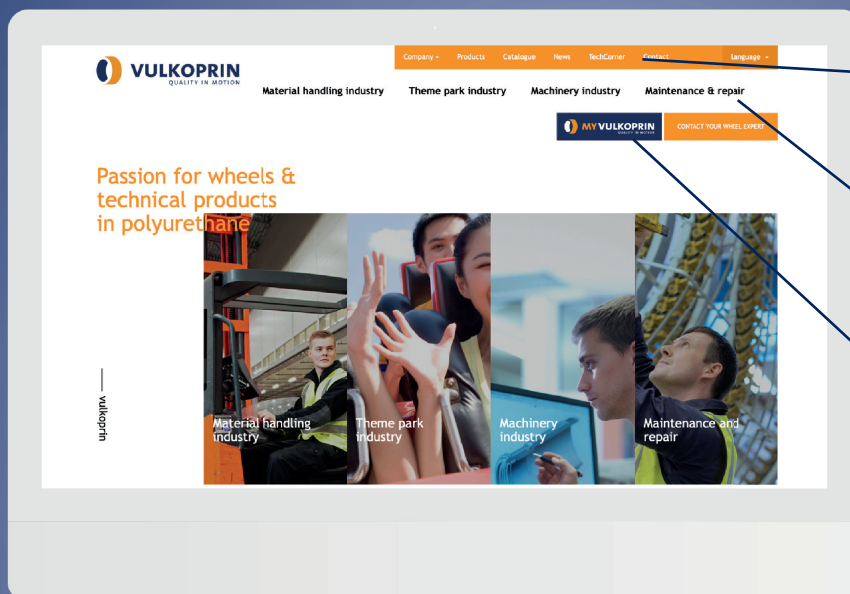 VULKOPRIN
QUALITY IN MOTION
Company Products Catalogue News TechCorner Contact language
Material handling industry Theme park industry Machinery industry Maintenance & repair
MYVULKOPRIN
QUALITY IN MOTION
CONTACT YOUR WHEEL EXPERT
Passion for wheels &
technical products
in polyurethane
vulkoprin
Material handling
industry
Theme park
industry
Machinery
industry
Maintenance and
repair